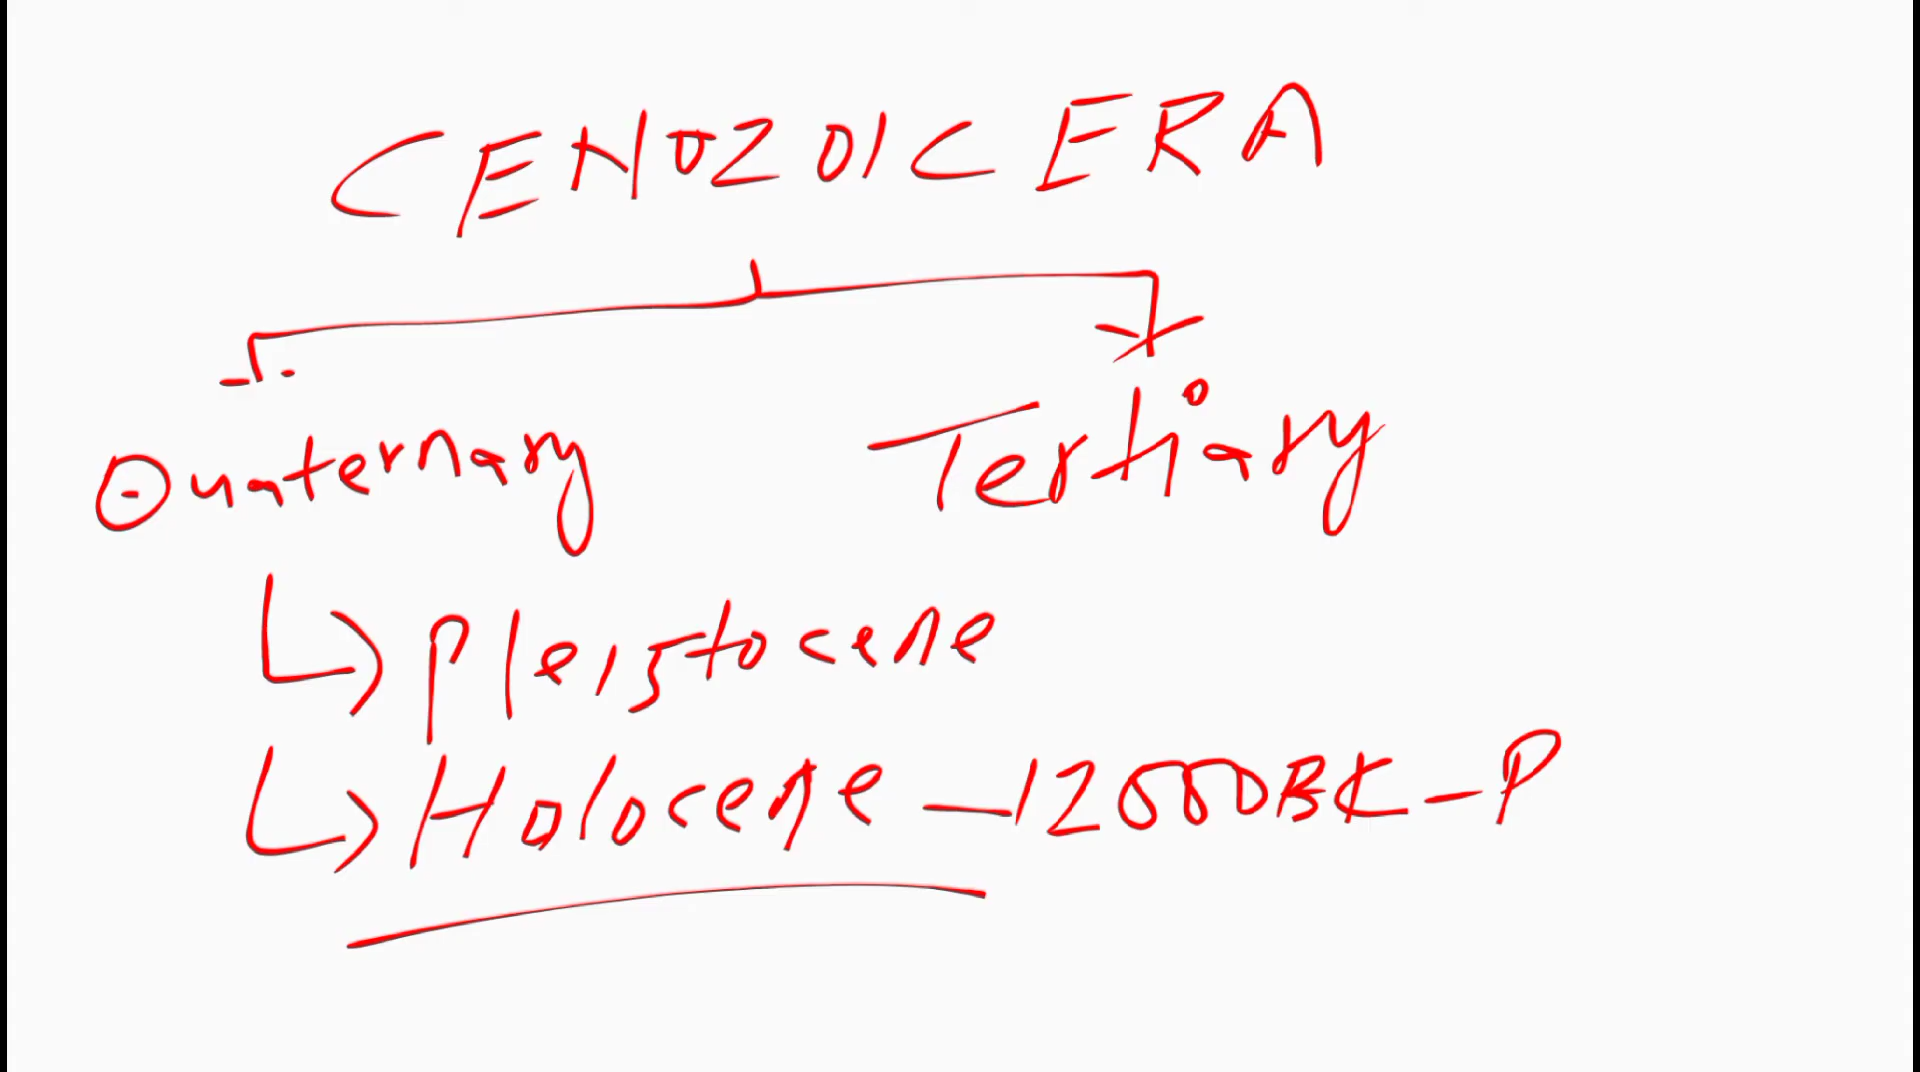 CENOZOIC ERA
Quaternary Tertiary
Pleistocene
Holocene - 12000BC - P